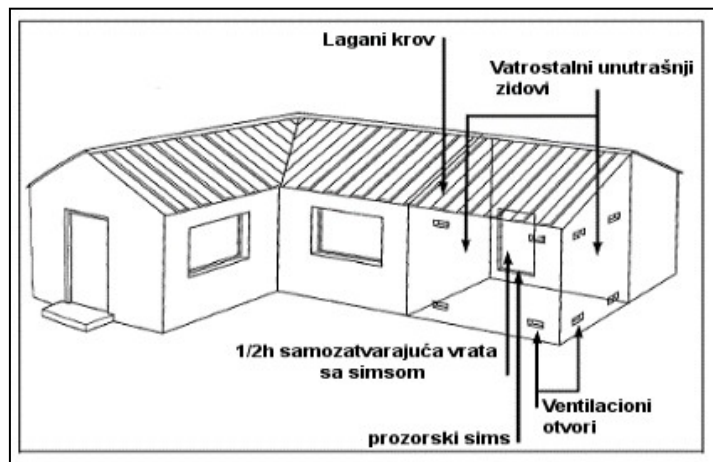 Lagani krov
Vatrostalni unutrašnji
zidovi
1/2h samozatvarajuća vrata
sa simsom
Ventilacioni
otvori
prozorski sims